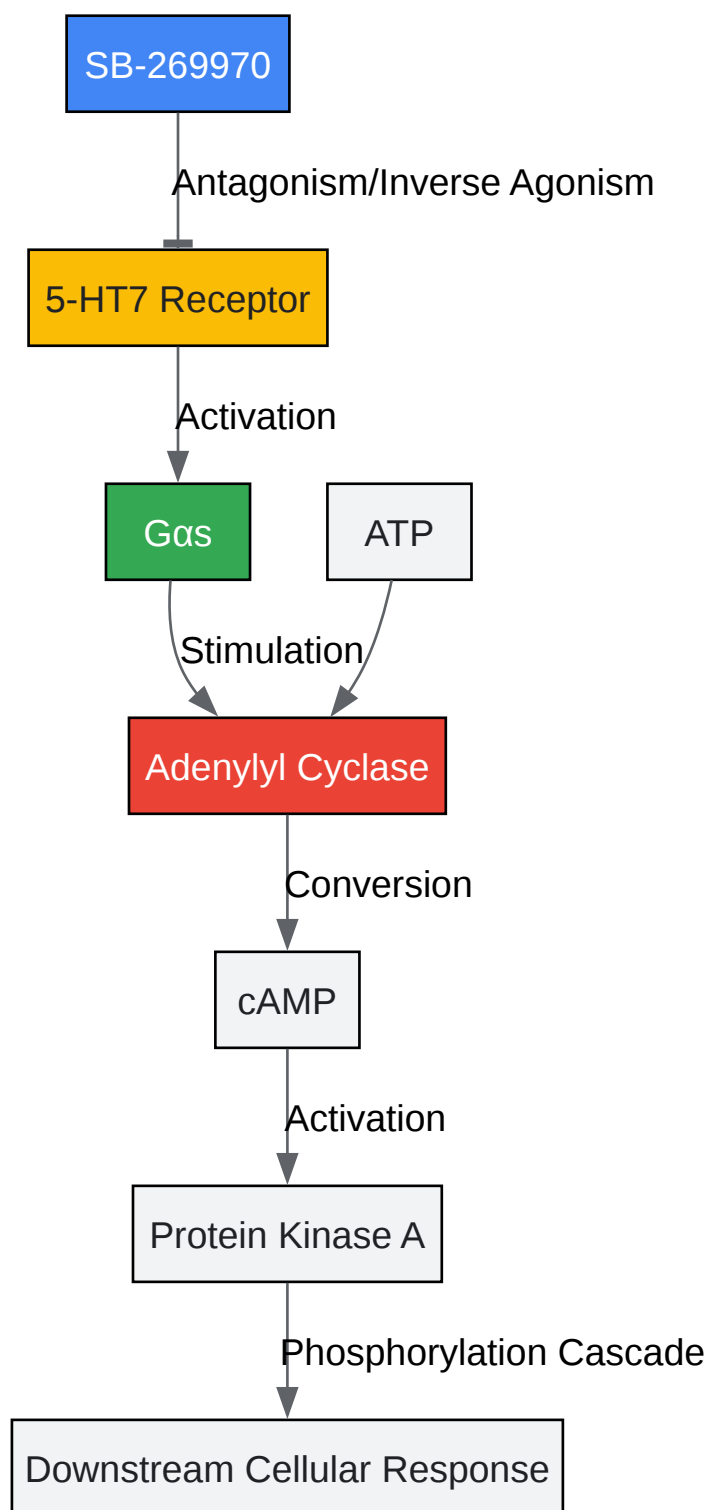 SB-269970
Antagonism/Inverse Agonism
5-HT7 Receptor
Activation
Gαs
ATP
Stimulation
Adenylyl Cyclase
Conversion
cAMP
Activation
Protein Kinase A
Phosphorylation Cascade
Downstream Cellular Response